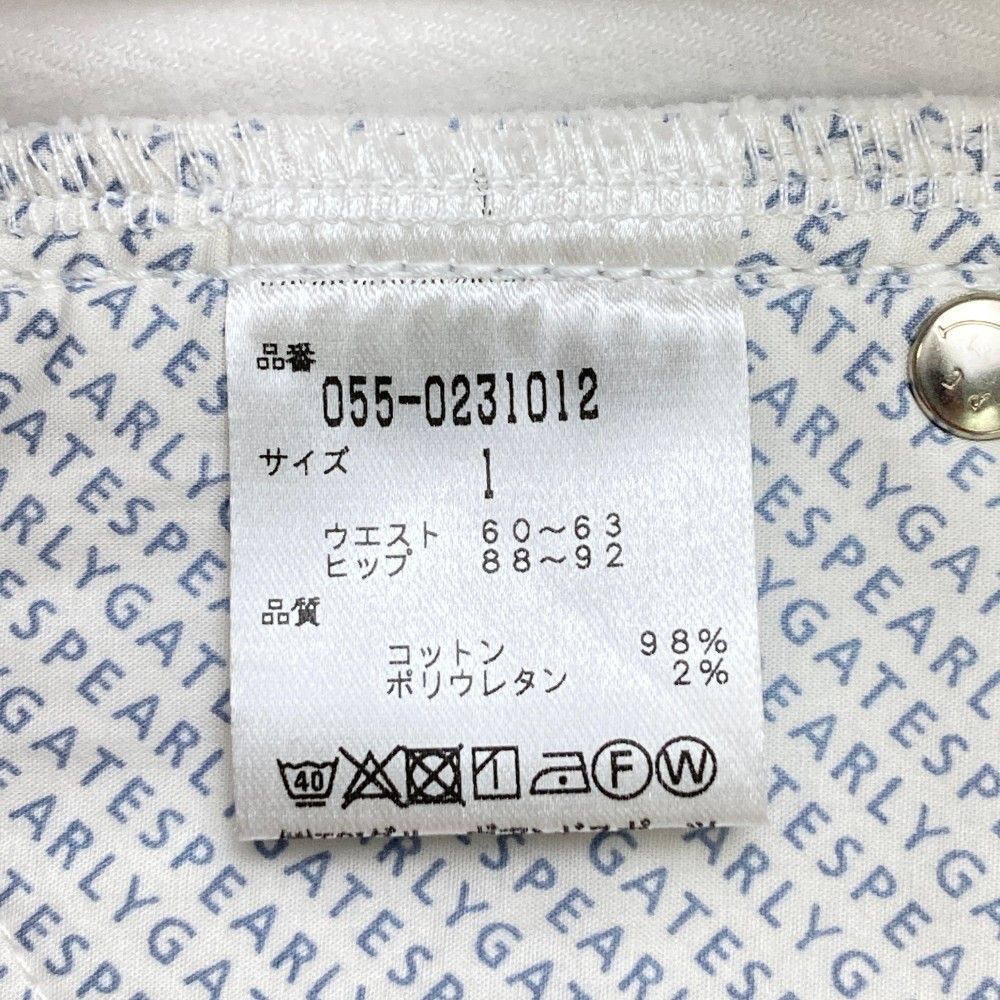 品番
055-0231012
サイズ 1
ウエスト 60～63
ヒップ 88～92
品質
コットン 98%
ポリウレタン 2%
40 F W
PEARLYGATES